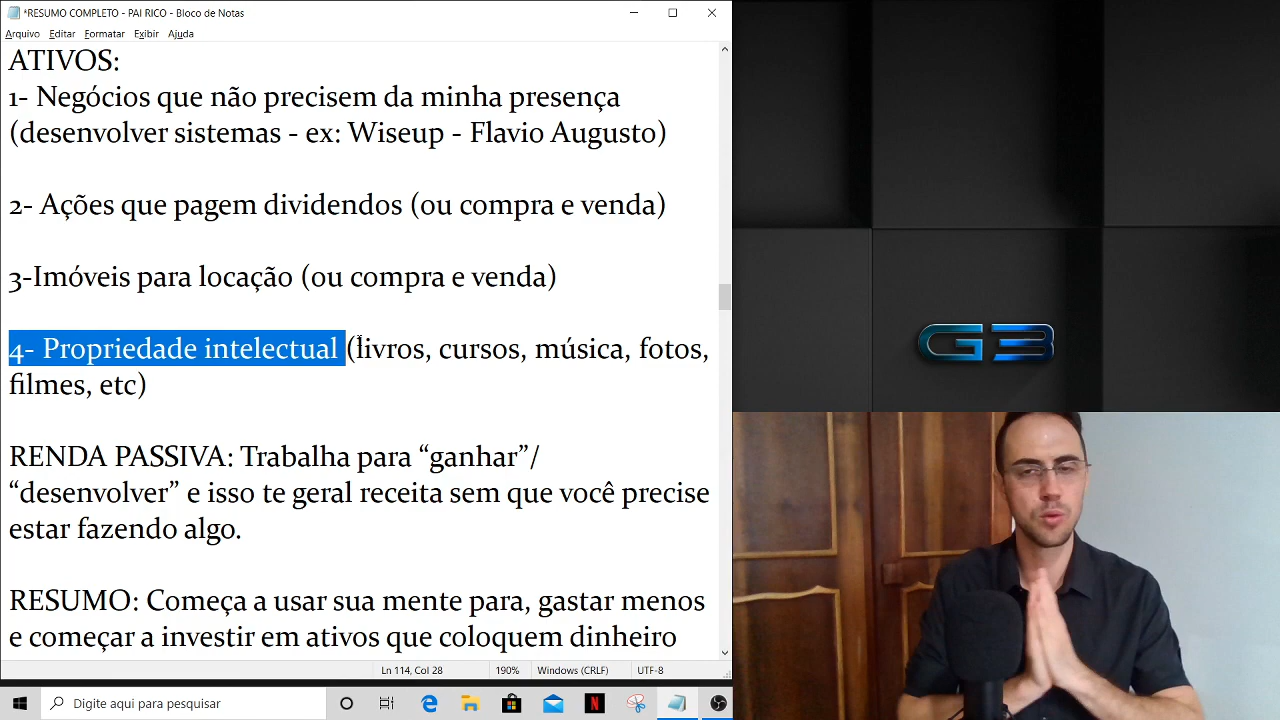 *RESUMO COMPLETO - PAI RICO - Bloco de Notas
Arquivo Editar Formatar Exibir Ajuda
ATIVOS:
1- Negócios que não precisem da minha presença
(desenvolver sistemas - ex: Wiseup - Flavio Augusto)
2- Ações que pagem dividendos (ou compra e venda)
3-Imóveis para locação (ou compra e venda)
4- Propriedade intelectual (livros, cursos, música, fotos,
filmes, etc)
RENDA PASSIVA: Trabalha para “ganhar”/
“desenvolver” e isso te geral receita sem que você precise
estar fazendo algo.
RESUMO: Começa a usar sua mente para, gastar menos
e começar a investir em ativos que coloquem dinheiro
Ln 114, Col 28 190% Windows (CRLF) UTF-8
Digite aqui para pesquisar
N
G3